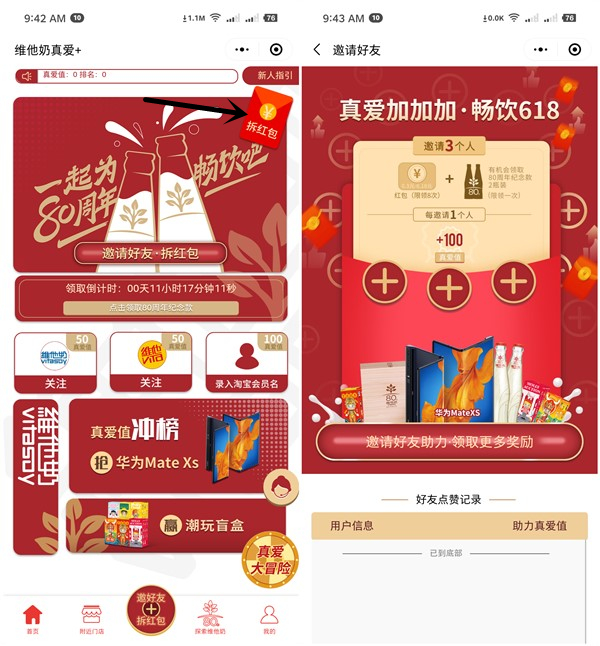 9:42 AM 10
1.1M 76
维他奶真爱+
真爱值：0 排名：0
新人指引
拆红包
一起为
80周年
畅饮吧
邀请好友·拆红包
领取倒计时：00天11小时17分钟11秒
点击领取80周年纪念款
50
真爱值
维他奶
VITASOY
关注
50
真爱值
维他
关注
100
真爱值
录入淘宝会员名
维他奶
VITASOY
真爱值 冲榜
抢 华为Mate Xs
赢 潮玩盲盒
真爱
大冒险
首页
附近门店
邀好友
拆红包
80
探索维他奶
我的
9:43 AM 10
0.0K 76
邀请好友
真爱加加加·畅饮618
邀请3个人
红包（限领6次）
+
有机会领取
80周年纪念款
2瓶装
（限领一次）
每邀请1个人
+100
真爱值
80
华为MateXS
邀请好友助力·领取更多奖励
好友点赞记录
用户信息
助力真爱值
已到底部